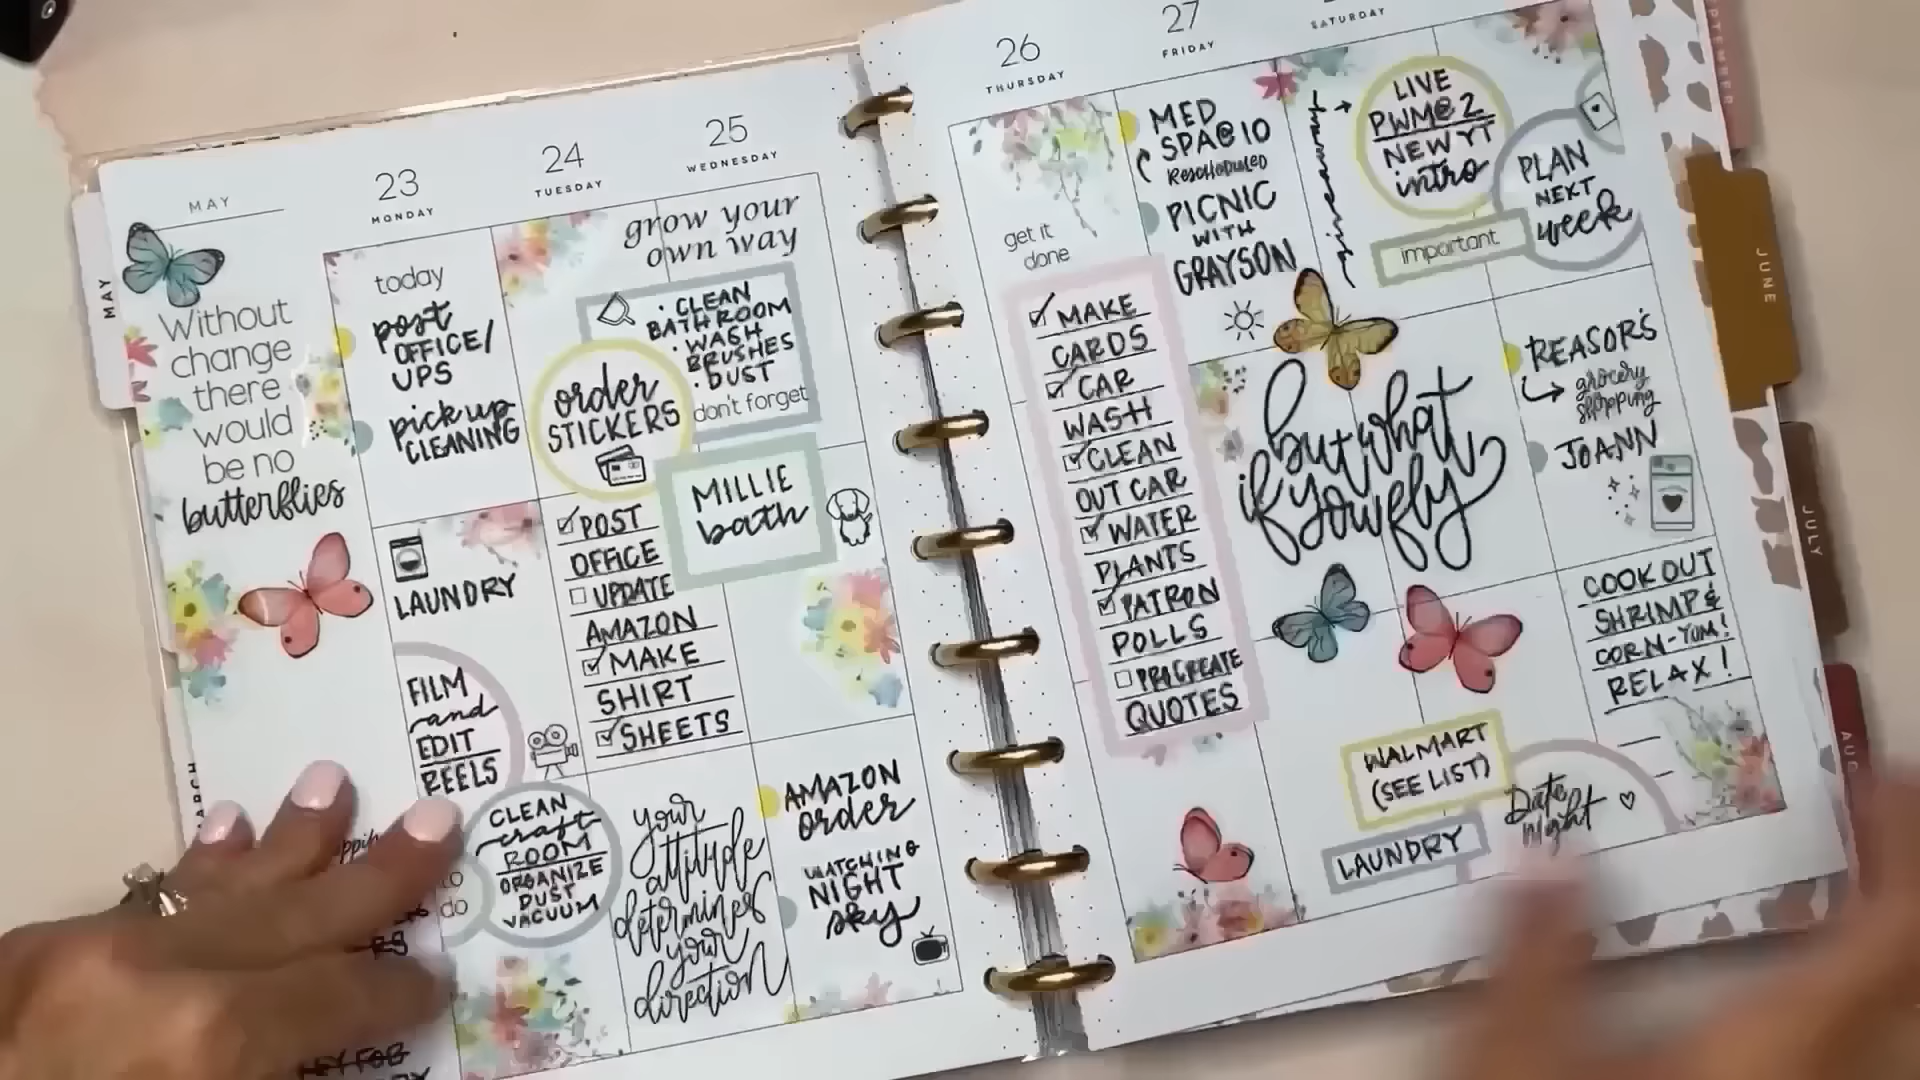 MAY
MAY
Without
change
there
would
be no
butterflies
to
do
23
MONDAY
today
post
OFFICE/
UPS
pick up
CLEANING
LAUNDRY
FILM
and
EDIT
REELS
CLEAN
craft
ROOM
ORGANIZE
DUST
VACUUM
24
TUESDAY
order
STICKERS
POST
OFFICE
UPDATE
AMAZON
MAKE
SHIRT
SHEETS
your
attitude
determines
your
direction
25
WEDNESDAY
grow your
own way
• CLEAN
BATHROOM
• WASH
BRUSHES
• DUST
don't forget
MILLIE
bath
AMAZON
order
WATCHING
NIGHT
sky
26
THURSDAY
get it
done
MAKE
CARDS
CAR
WASH
CLEAN
OUT CAR
WATER
PLANTS
PATRON
POLLS
PROCREATE
QUOTES
27
FRIDAY
MED
SPA@10
RESCHEDULED
PICNIC
WITH
GRAYSON
but what
if you fly
SATURDAY
giveaway
LIVE
PWM@2
NEW YT
intro
important
WALMART
(SEE LIST)
LAUNDRY
Date
Night
PLAN
NEXT
week
REASOR'S
grocery
shopping
JOANN
COOK OUT
SHRIMP &
CORN-YUM!
RELAX!
JUNE
JULY